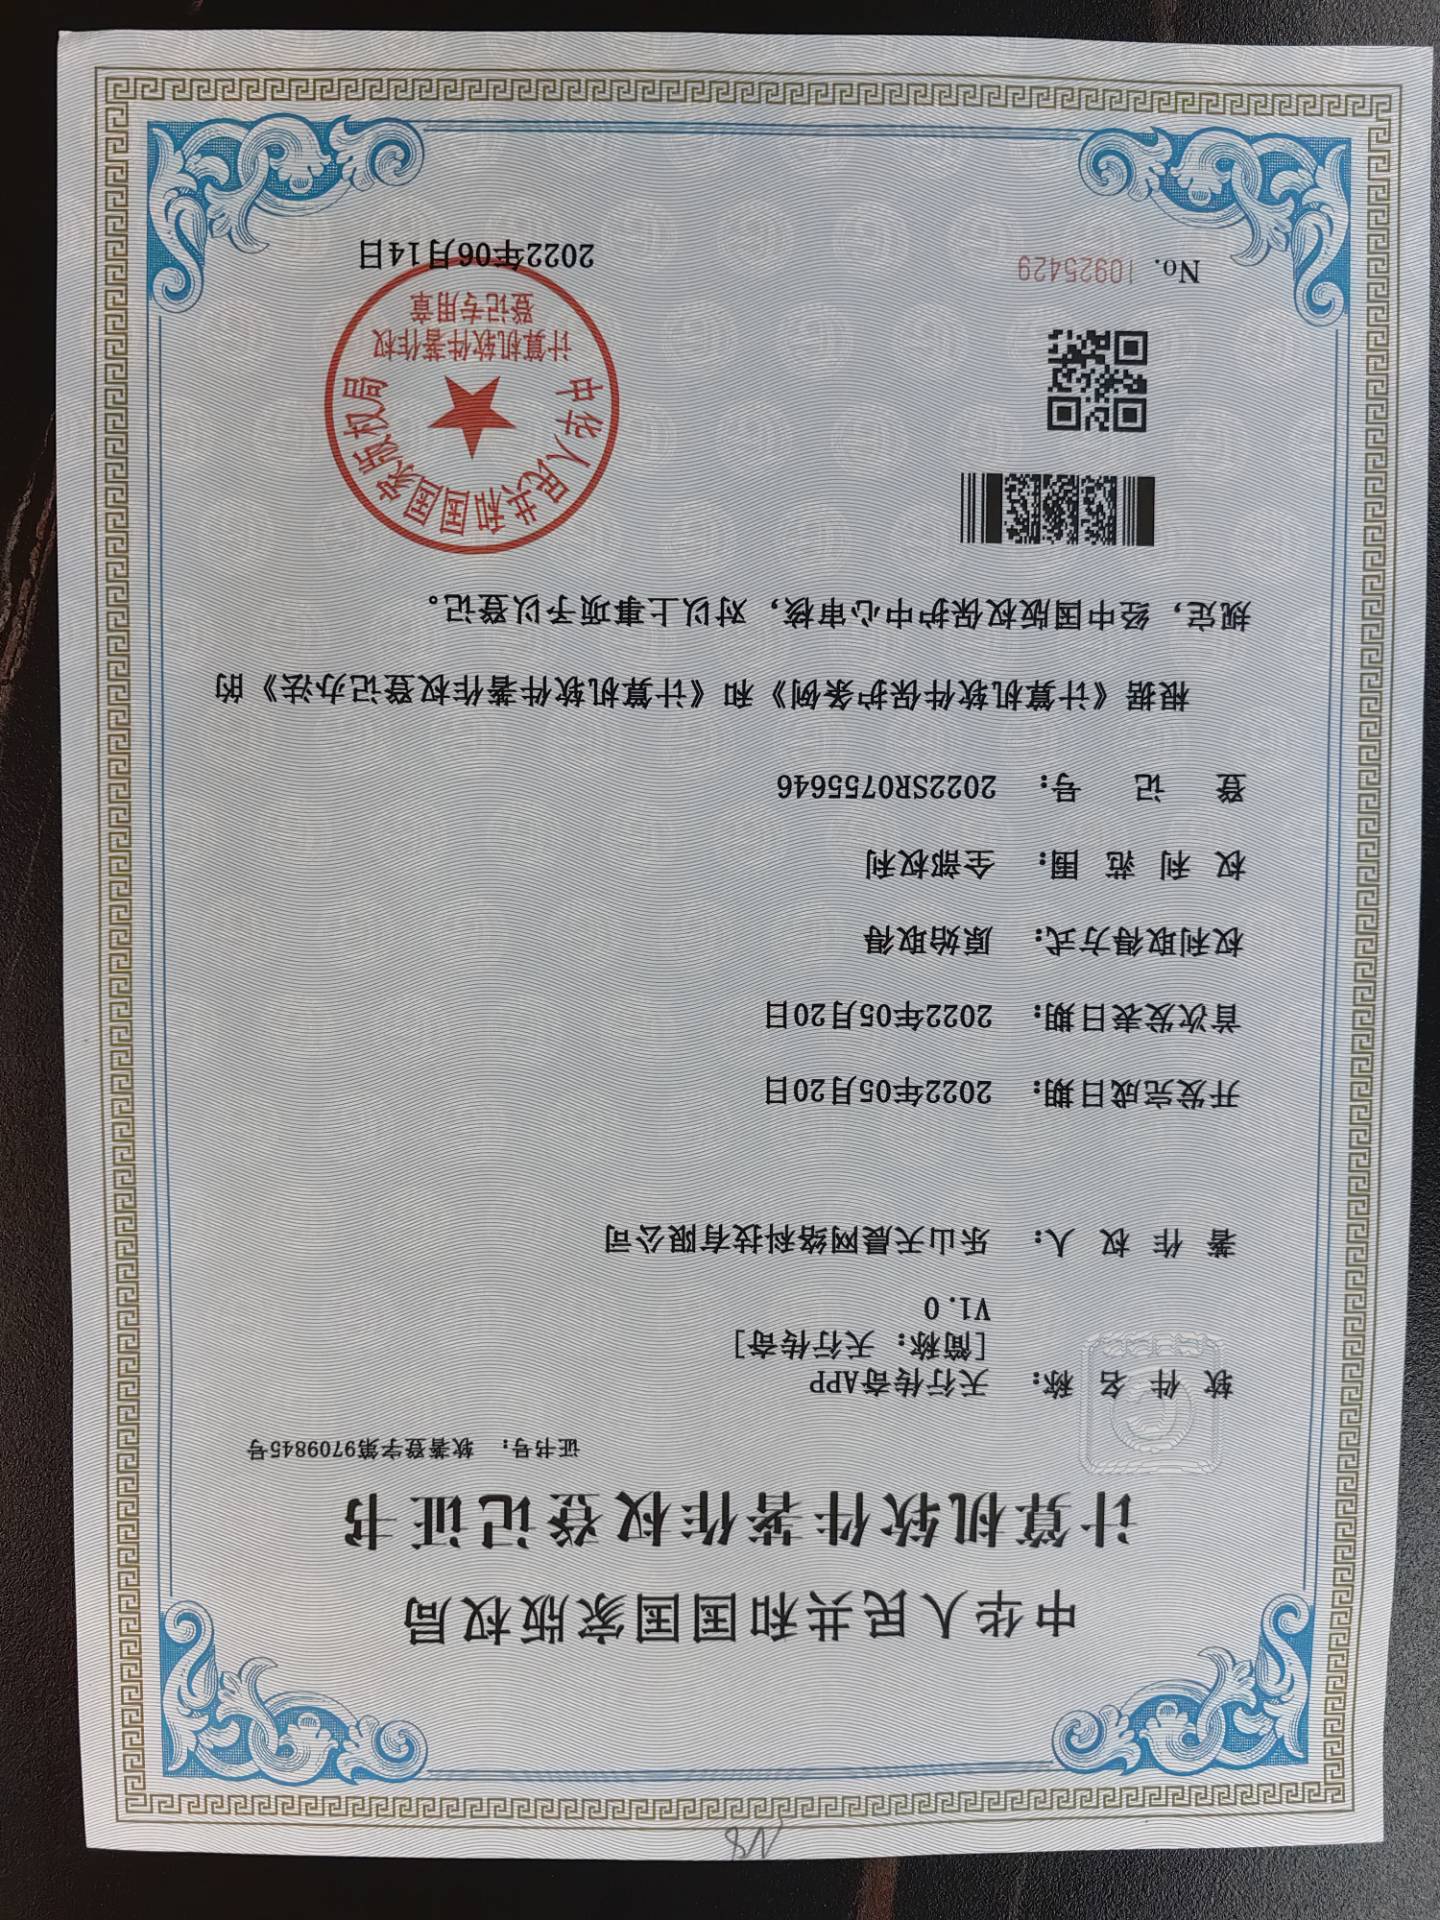 中华人民共和国国家版权局
计算机软件著作权登记证书
证书号: 软著登字第9709845号
软件名称: 天行传奇APP
[简称: 天行传奇]
V1.0
著作权人: 乐山天晨网络科技有限公司
开发完成日期: 2022年05月20日
首次发表日期: 2022年05月20日
权利取得方式: 原始取得
权利范围: 全部权利
登记号: 2022SR0755646
根据《计算机软件保护条例》和《计算机软件著作权登记办法》的
规定，经中国版权保护中心审核，对以上事项予以登记。
中华人民共和国国家版权局
计算机软件著作权
登记专用章
No. 10925429
2022年06月14日